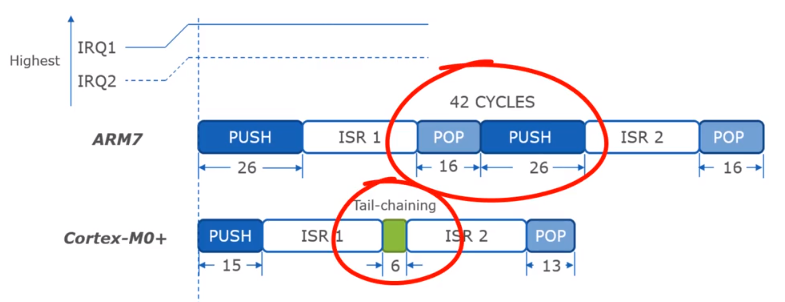 Highest
IRQ1
IRQ2
42 CYCLES
ARM7
PUSH ISR 1 POP PUSH ISR 2 POP
26 16 26 16
Tail-chaining
Cortex-M0+
PUSH ISR 1 ISR 2 POP
15 6 13